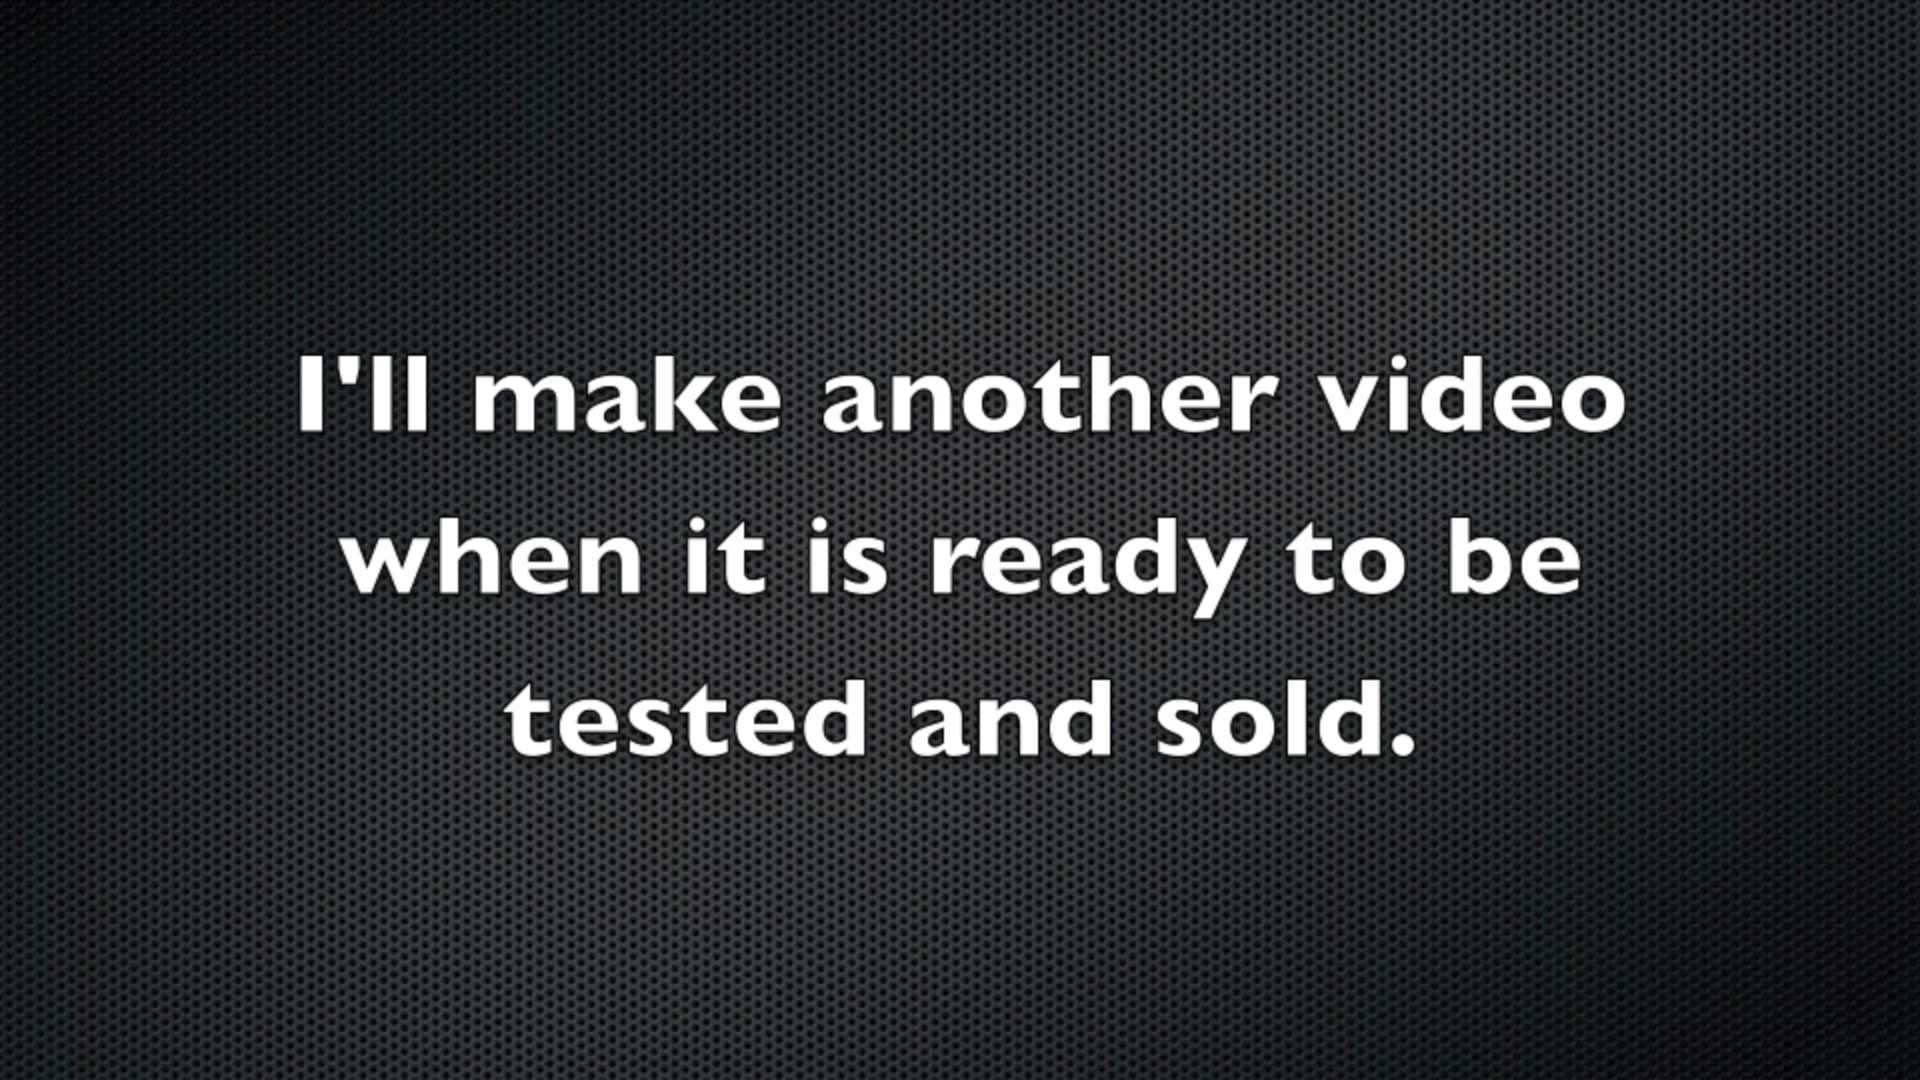 I'll make another video
when it is ready to be
tested and sold.